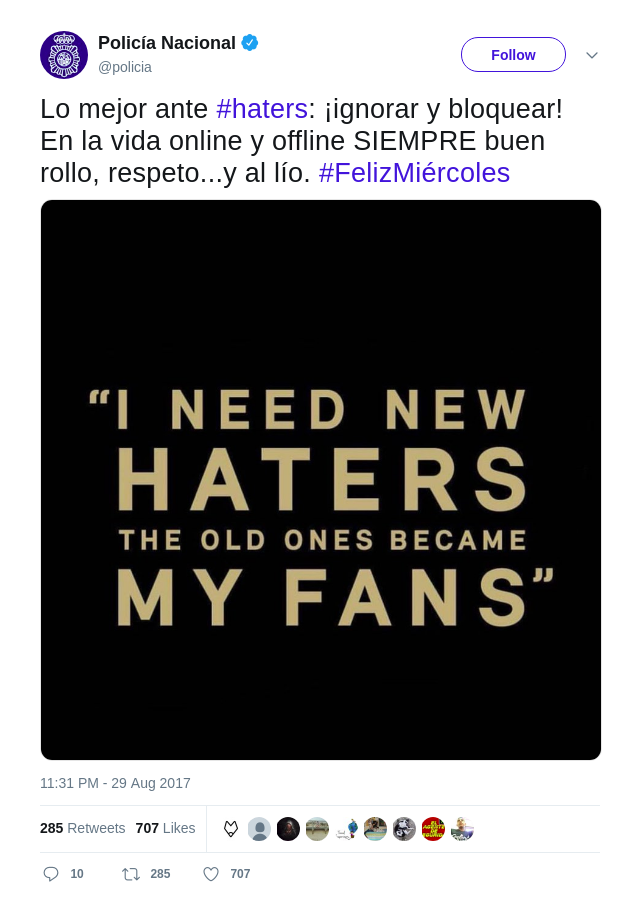 Policía Nacional
@policia
Follow
Lo mejor ante #haters: ¡ignorar y bloquear!
En la vida online y offline SIEMPRE buen
rollo, respeto...y al lío. #FelizMiércoles
“I NEED NEW
HATERS
THE OLD ONES BECAME
MY FANS”
11:31 PM - 29 Aug 2017
285 Retweets 707 Likes
10 285 707